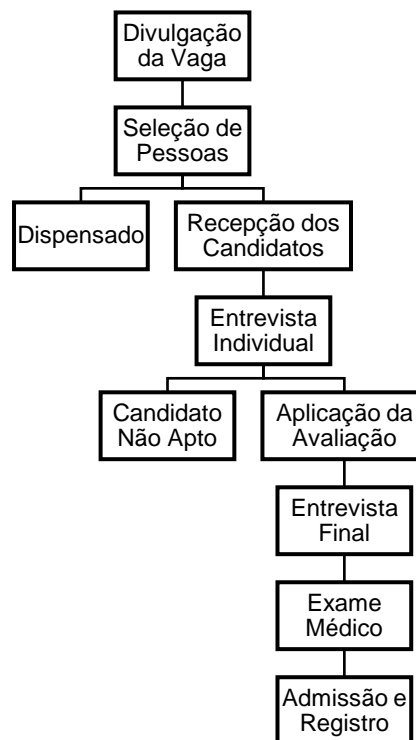 Divulgação
da Vaga
Seleção de
Pessoas
Dispensado
Recepção dos
Candidatos
Entrevista
Individual
Candidato
Não Apto
Aplicação da
Avaliação
Entrevista
Final
Exame
Médico
Admissão e
Registro